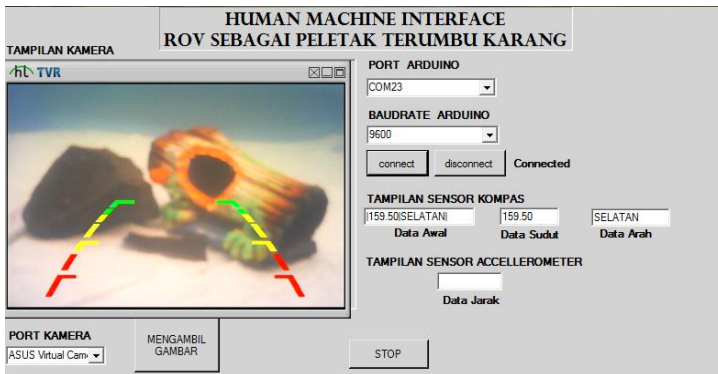 HUMAN MACHINE INTERFACE
ROV SEBAGAI PELETAK TERUMBU KARANG
TAMPILAN KAMERA
TVR
PORT ARDUINO
COM23
BAUDRATE ARDUINO
9600
connect
disconnect
Connected
TAMPILAN SENSOR KOMPAS
|159.50|SELATAN|
159.50
SELATAN
Data Awal
Data Sudut
Data Arah
TAMPILAN SENSOR ACCELLEROMETER
Data Jarak
PORT KAMERA
ASUS Virtual Cam
MENGAMBIL
GAMBAR
STOP